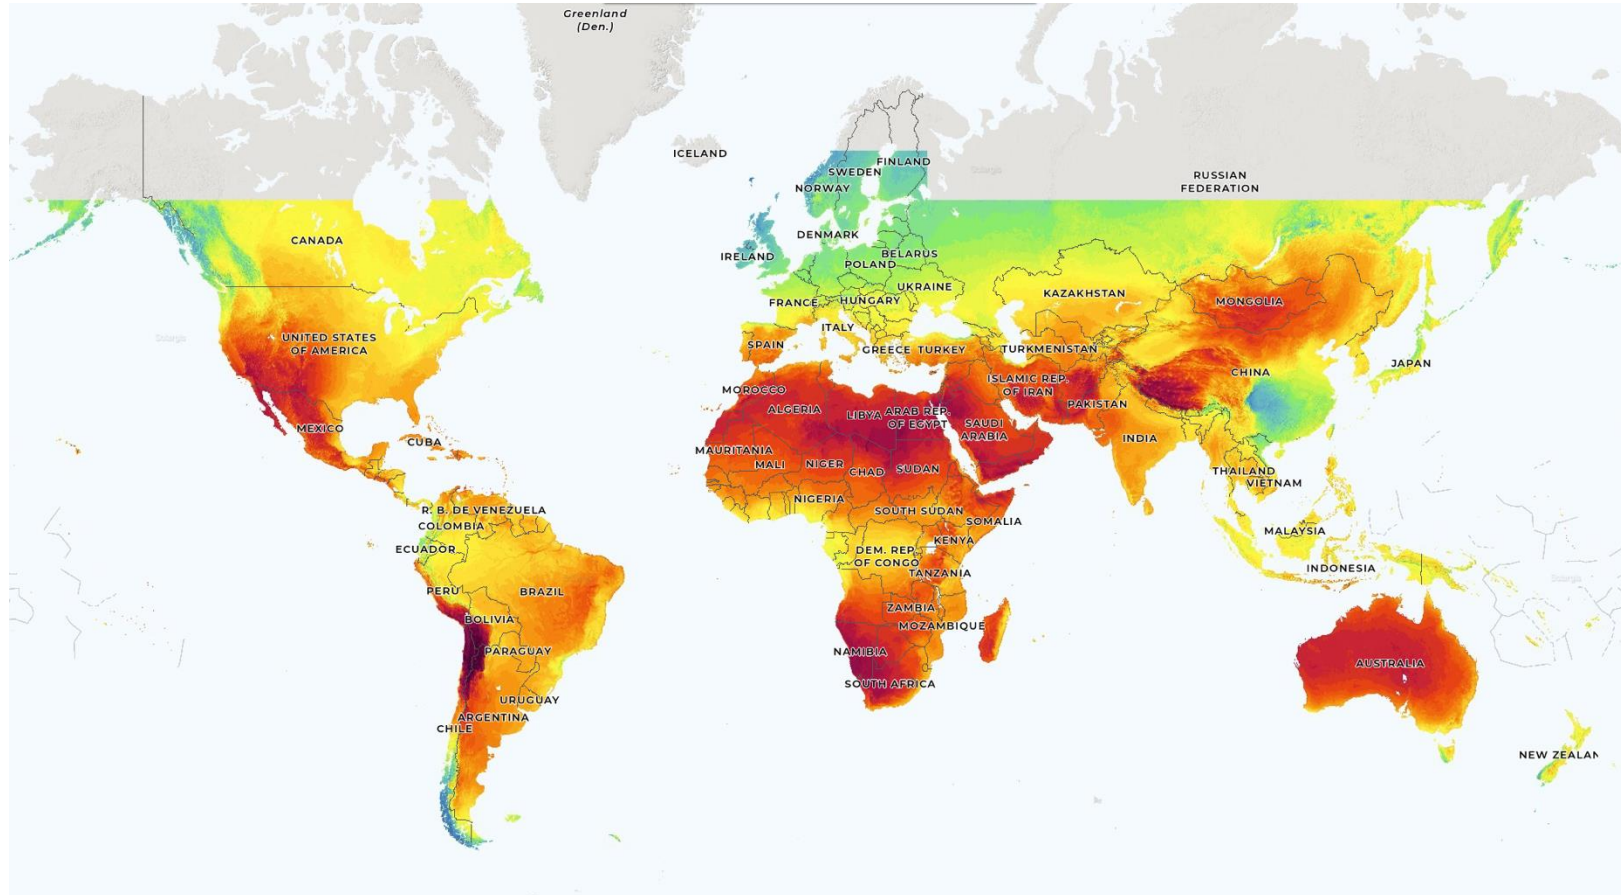 Greenland
(Den.)
ICELAND
FINLAND
SWEDEN
NORWAY
RUSSIAN
FEDERATION
CANADA
DENMARK
IRELAND
BELARUS
POLAND
UKRAINE
FRANCE
HUNGARY
KAZAKHSTAN
MONGOLIA
UNITED STATES
OF AMERICA
ITALY
SPAIN
GREECE
TURKEY
TURKMENISTAN
JAPAN
CHINA
MOROCCO
ISLAMIC REP.
OF IRAN
PAKISTAN
ALGERIA
LIBYA
ARAB REP.
OF EGYPT
SAUDI
ARABIA
MEXICO
CUBA
INDIA
MAURITANIA
MALI
NIGER
CHAD
SUDAN
THAILAND
VIETNAM
NIGERIA
R. B. DE VENEZUELA
COLOMBIA
SOUTH SUDAN
SOMALIA
MALAYSIA
ECUADOR
KENYA
DEM. REP.
OF CONGO
TANZANIA
INDONESIA
PERU
BRAZIL
ZAMBIA
BOLIVIA
MOZAMBIQUE
PARAGUAY
NAMIBIA
AUSTRALIA
SOUTH AFRICA
URUGUAY
ARGENTINA
CHILE
NEW ZEALAN